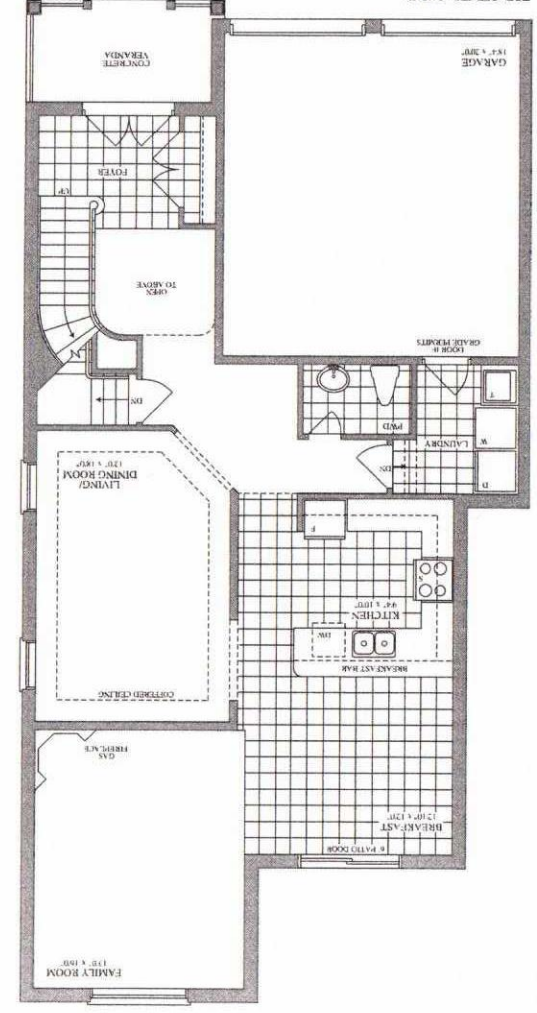 FAMILY ROOM
13'0" x 16'0"
6' PATIO DOOR
BREAKFAST
12'10" x 12'0"
GAS
FIREPLACE
COFFERED CEILING
BREAKFAST BAR
DW
KITCHEN
9'4" x 10'0"
S
F
LIVING/
DINING ROOM
12'0" x 18'0"
D
DN
LAUNDRY
W
PWD
T
DN
DOOR IF
GRADE PERMITS
OPEN
TO ABOVE
UP
FOYER
GARAGE
18'4" x 20'0"
CONCRETE
VERANDA